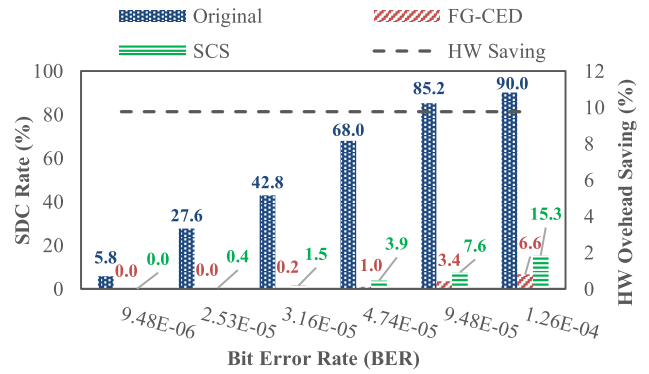 Original FG-CED
SCS HW Saving
100 12
80 10
60 8
40 6
20 4
0 2
0
SDC Rate (%)
HW Ovehead Saving (%)
5.8 0.0 0.0
27.6 0.0 0.4
42.8 0.2 1.5
68.0 1.0 3.9
85.2 3.4 7.6
90.0 6.6 15.3
9.48E-06 2.53E-05 3.16E-05 4.74E-05 9.48E-05 1.26E-04
Bit Error Rate (BER)